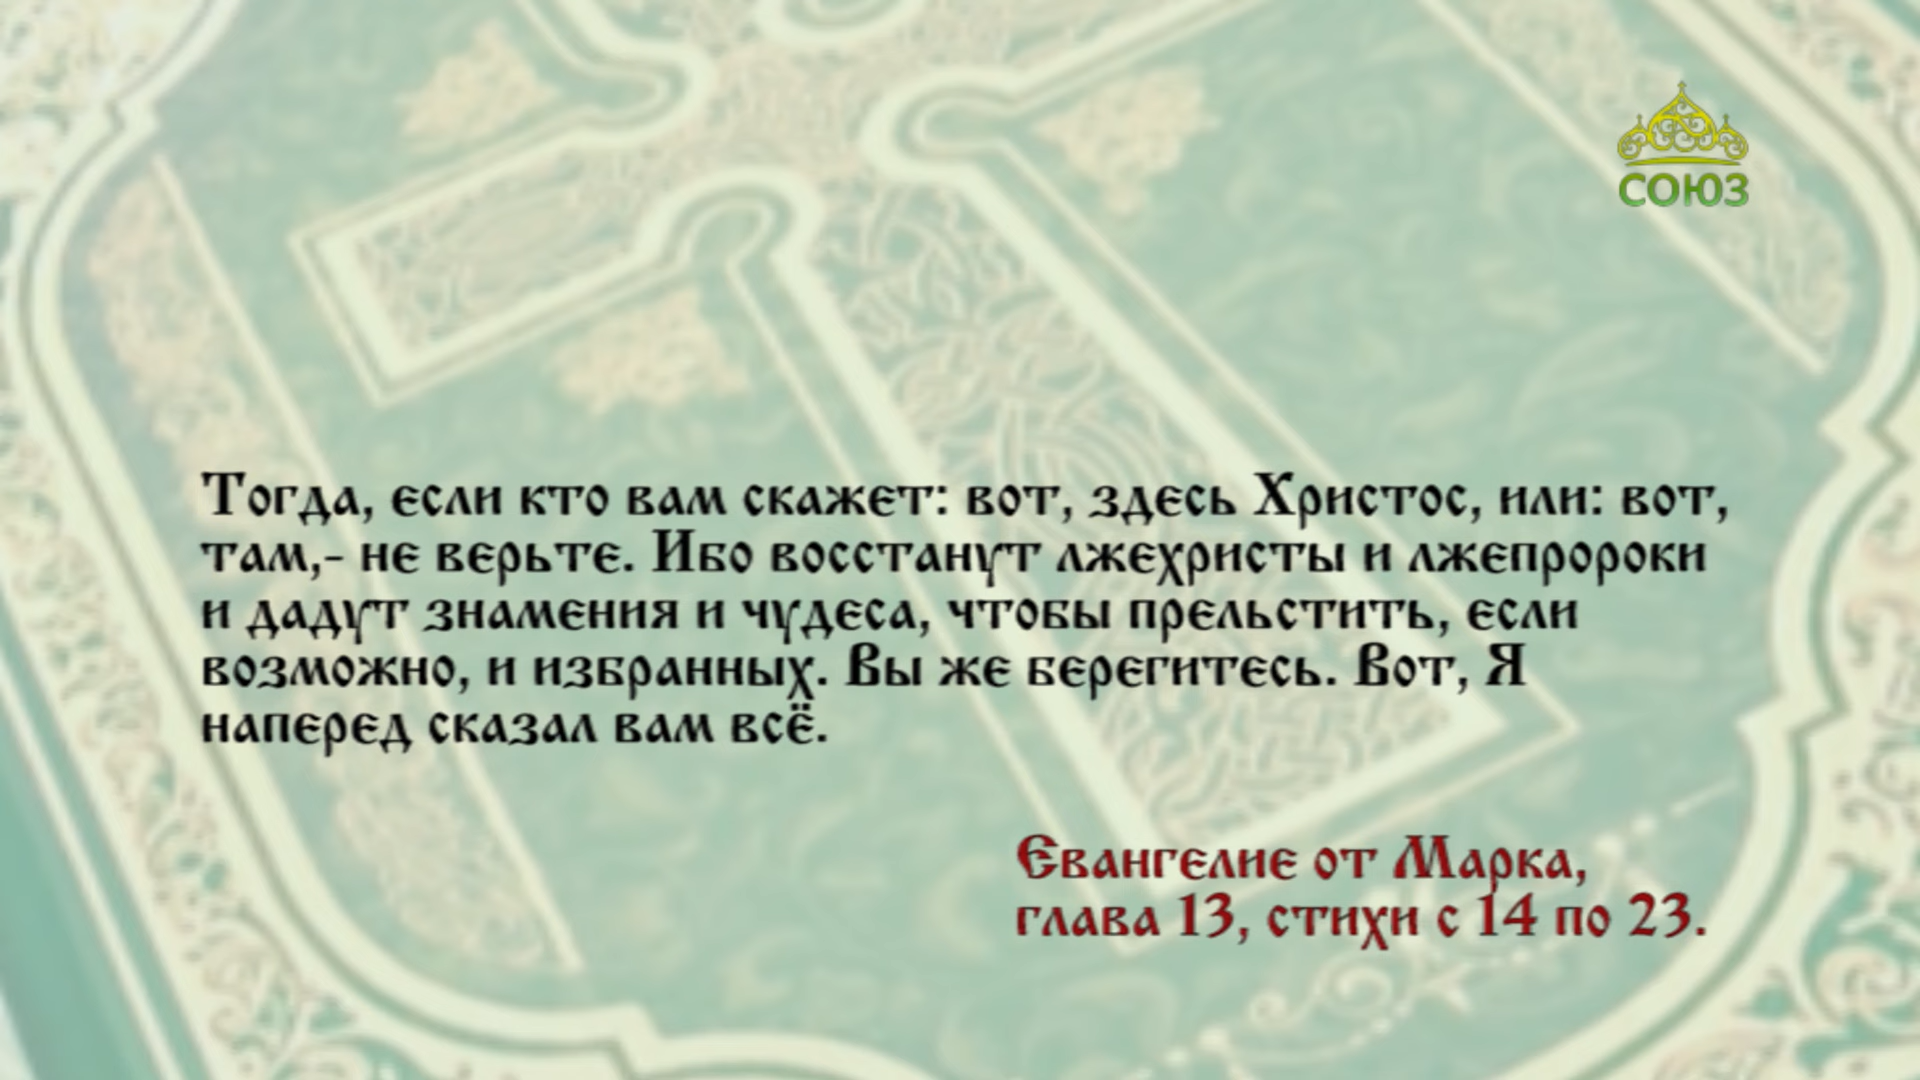 СОЮЗ
Тогда, если кто вам скажет: вот, здесь Христос, или: вот,
там,- не верьте. Ибо восстанут лжехристы и лжепророки
и дадут знамения и чудеса, чтобы прельстить, если
возможно, и избранных. Вы же берегитесь. Вот, Я
наперед сказал вам всё.
Евангелие от Марка,
глава 13, стихи с 14 по 23.